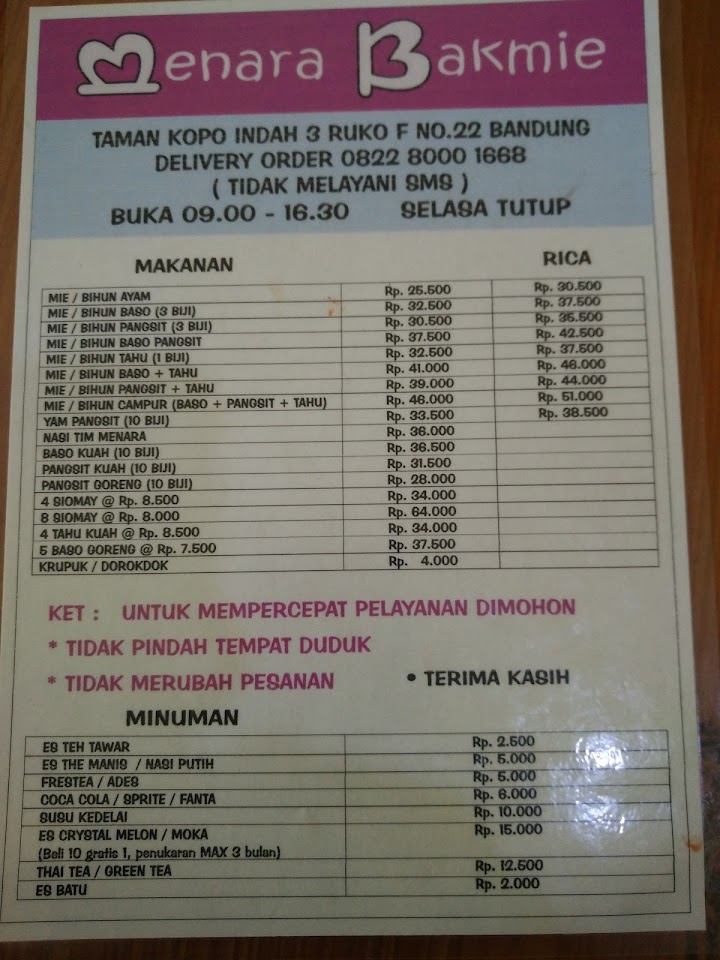 Menara Bakmie
TAMAN KOPO INDAH 3 RUKO F NO.22 BANDUNG
DELIVERY ORDER 0822 8000 1668
( TIDAK MELAYANI SMS )
BUKA 09.00 - 16.30 SELASA TUTUP
MAKANAN RICA
MIE / BIHUN AYAM Rp. 25.500 Rp. 30.500
MIE / BIHUN BASO (3 BIJI) Rp. 32.500 Rp. 37.500
MIE / BIHUN PANGSIT (3 BIJI) Rp. 30.500 Rp. 35.500
MIE / BIHUN BASO PANGSIT Rp. 37.500 Rp. 42.500
MIE / BIHUN TAHU (1 BIJI) Rp. 32.500 Rp. 37.500
MIE / BIHUN BASO + TAHU Rp. 41.000 Rp. 46.000
MIE / BIHUN PANGSIT + TAHU Rp. 39.000 Rp. 44.000
MIE / BIHUN CAMPUR (BASO + PANGSIT + TAHU) Rp. 46.000 Rp. 51.000
YAM PANGSIT (10 BIJI) Rp. 33.500 Rp. 38.500
NASI TIM MENARA Rp. 36.000
BASO KUAH (10 BIJI) Rp. 36.500
PANGSIT KUAH (10 BIJI) Rp. 31.500
PANGSIT GORENG (10 BIJI) Rp. 28.000
4 SIOMAY @ Rp. 8.500 Rp. 34.000
8 SIOMAY @ Rp. 8.000 Rp. 64.000
4 TAHU KUAH @ Rp. 8.500 Rp. 34.000
5 BASO GORENG @ Rp. 7.500 Rp. 37.500
KRUPUK / DOROKDOK Rp. 4.000
KET : UNTUK MEMPERCEPAT PELAYANAN DIMOHON
* TIDAK PINDAH TEMPAT DUDUK
* TIDAK MERUBAH PESANAN • TERIMA KASIH
MINUMAN
ES TEH TAWAR Rp. 2.500
ES THE MANIS / NASI PUTIH Rp. 5.000
FRESTEA / ADES Rp. 5.000
COCA COLA / SPRITE / FANTA Rp. 6.000
SUSU KEDELAI Rp. 10.000
ES CRYSTAL MELON / MOKA Rp. 15.000
(Beli 10 gratis 1, penukaran MAX 3 bulan)
THAI TEA / GREEN TEA Rp. 12.500
ES BATU Rp. 2.000